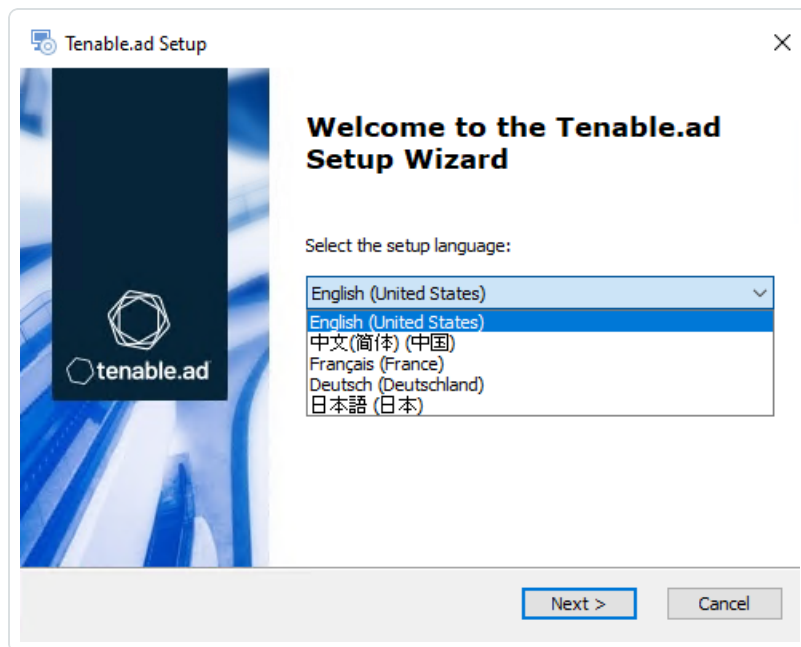 Tenable.ad Setup
Welcome to the Tenable.ad
Setup Wizard
Select the setup language:
English (United States)
English (United States)
中文(简体) (中国)
Français (France)
Deutsch (Deutschland)
日本語 (日本)
tenable.ad
Next >
Cancel